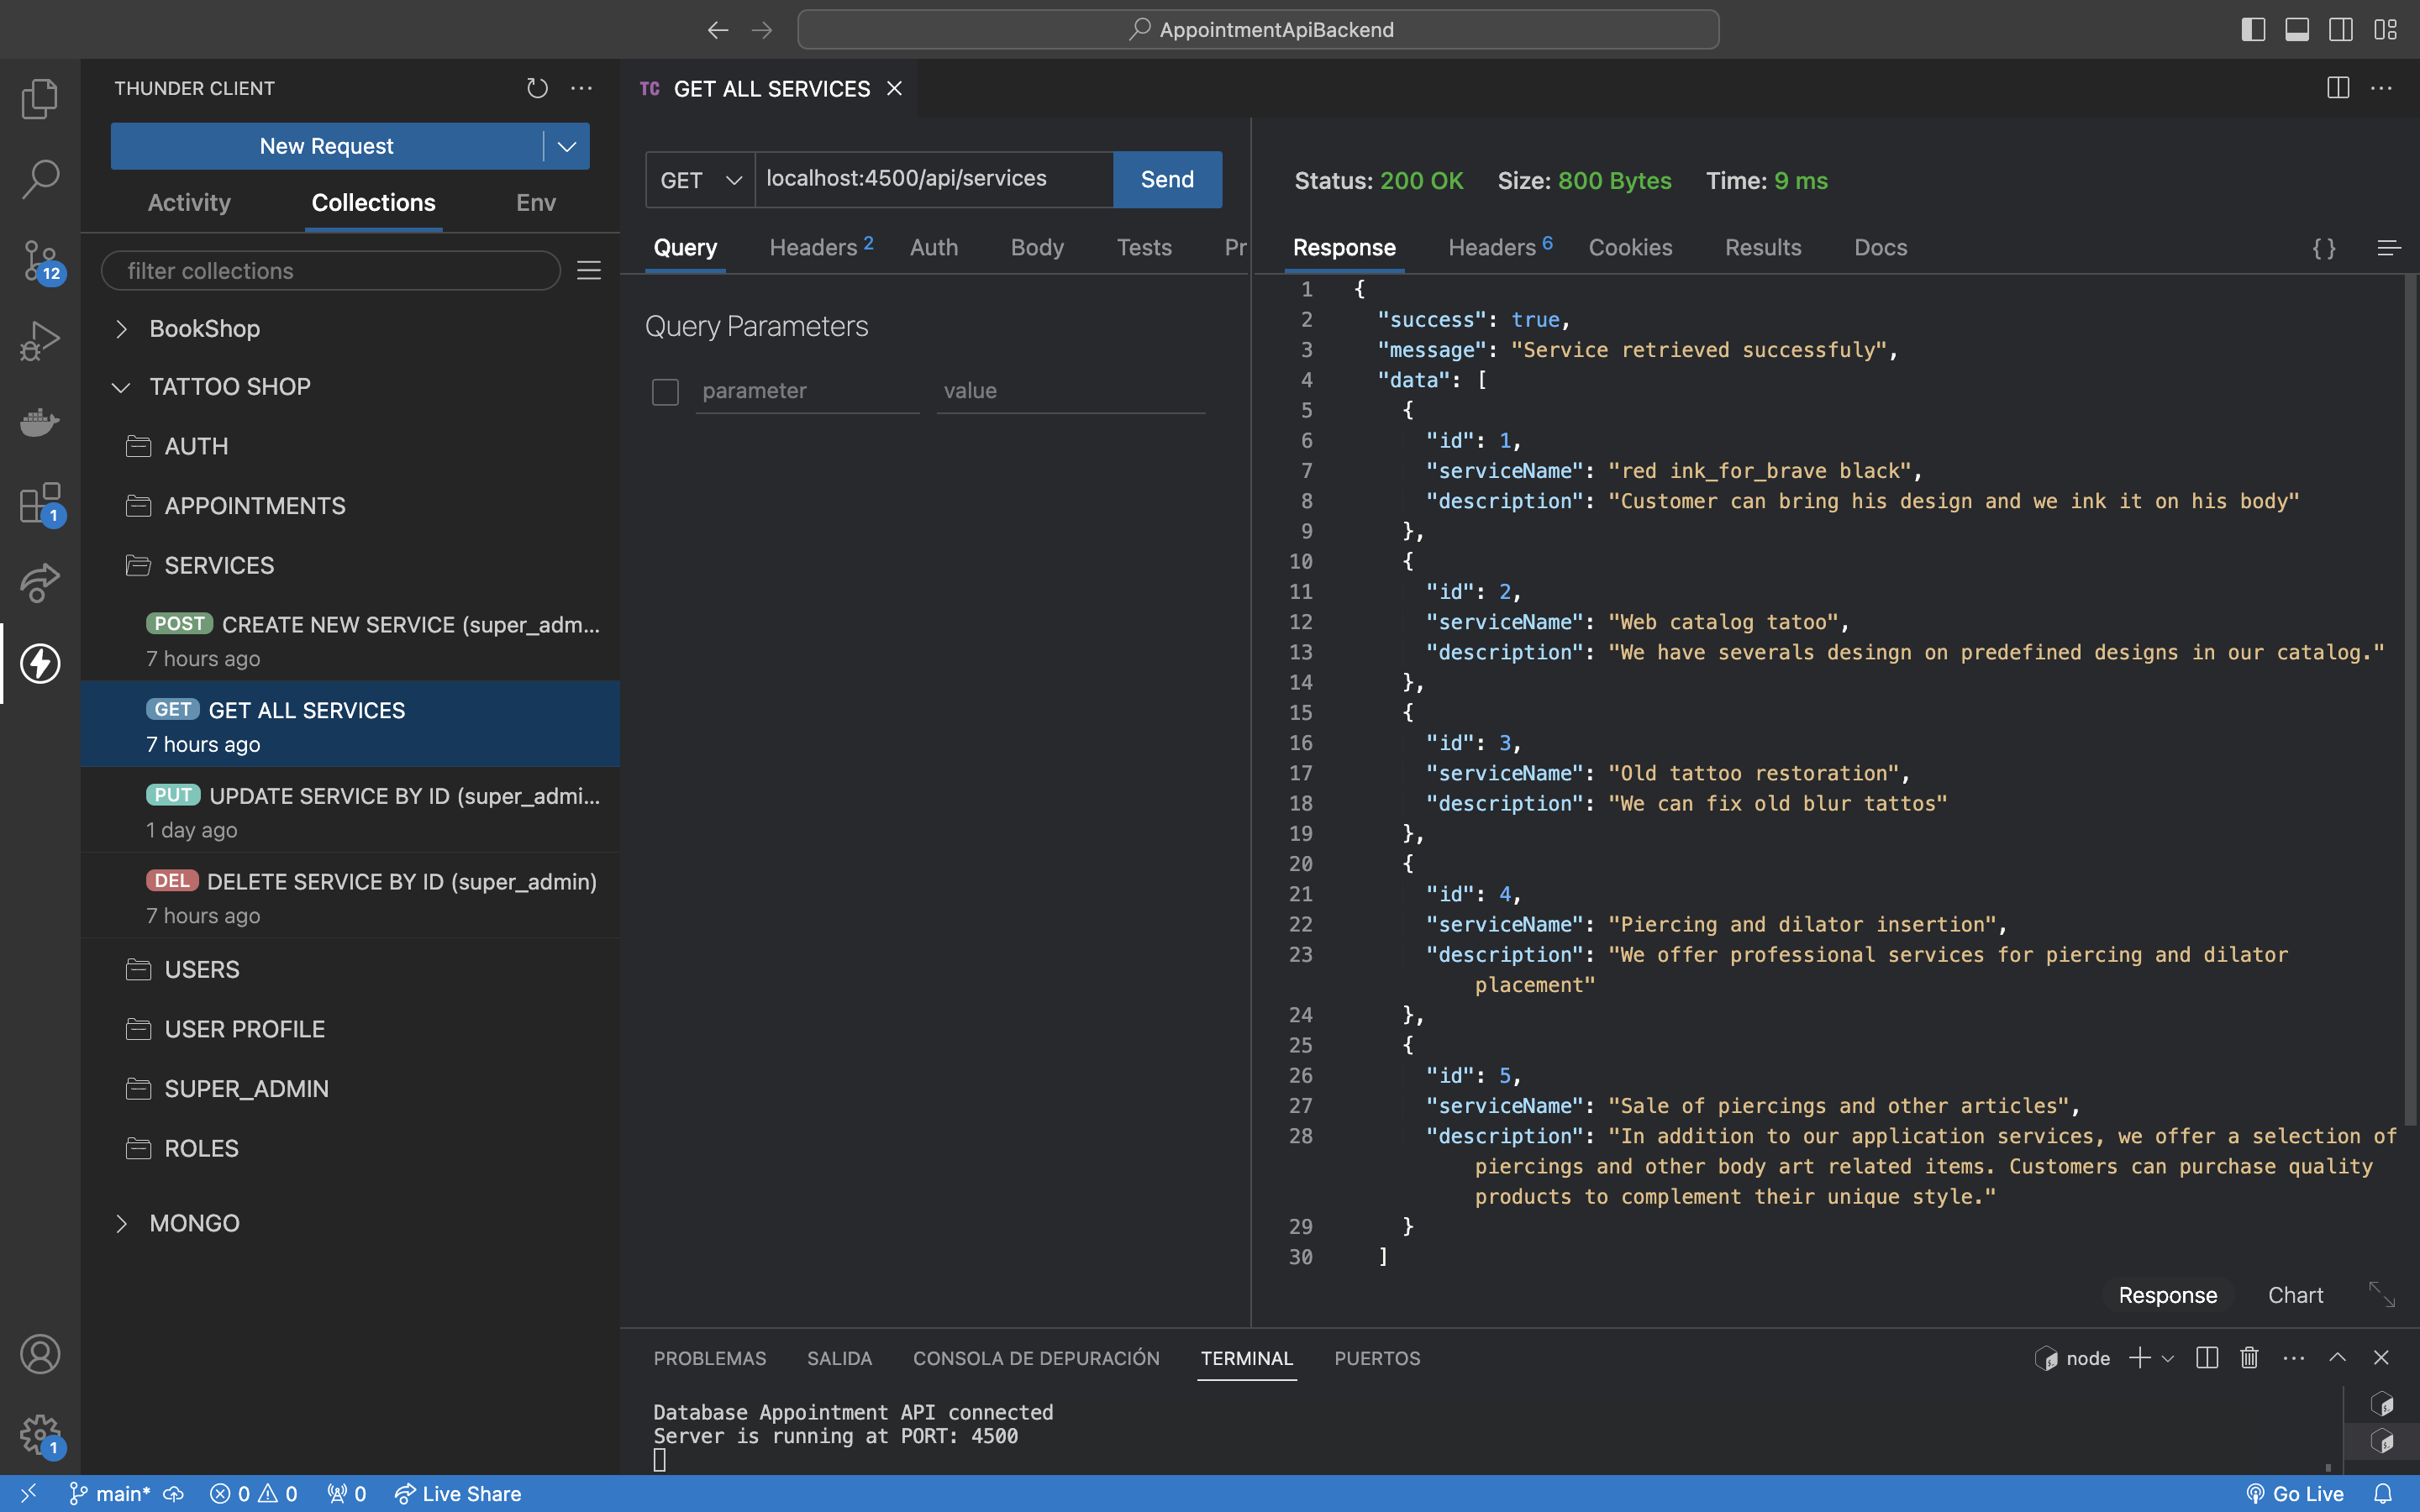 AppointmentApiBackend
THUNDER CLIENT
New Request
Activity
Collections
Env
filter collections
BookShop
TATTOO SHOP
AUTH
APPOINTMENTS
SERVICES
POST CREATE NEW SERVICE (super_adm...
7 hours ago
GET GET ALL SERVICES
7 hours ago
PUT UPDATE SERVICE BY ID (super_admi...
1 day ago
DEL DELETE SERVICE BY ID (super_admin)
7 hours ago
USERS
USER PROFILE
SUPER_ADMIN
ROLES
MONGO
12
1
1
TC GET ALL SERVICES
GET localhost:4500/api/services Send
Query Headers 2 Auth Body Tests Pr
Query Parameters
parameter value
Status: 200 OK Size: 800 Bytes Time: 9 ms
Response Headers 6 Cookies Results Docs { }
1 {
2 "success": true,
3 "message": "Service retrieved successfuly",
4 "data": [
5 {
6 "id": 1,
7 "serviceName": "red ink_for_brave black",
8 "description": "Customer can bring his design and we ink it on his body"
9 },
10 {
11 "id": 2,
12 "serviceName": "Web catalog tatoo",
13 "description": "We have severals desingn on predefined designs in our catalog."
14 },
15 {
16 "id": 3,
17 "serviceName": "Old tattoo restoration",
18 "description": "We can fix old blur tattos"
19 },
20 {
21 "id": 4,
22 "serviceName": "Piercing and dilator insertion",
23 "description": "We offer professional services for piercing and dilator
placement"
24 },
25 {
26 "id": 5,
27 "serviceName": "Sale of piercings and other articles",
28 "description": "In addition to our application services, we offer a selection of
piercings and other body art related items. Customers can purchase quality
products to complement their unique style."
29 }
30 ]
Response Chart
PROBLEMAS SALIDA CONSOLA DE DEPURACIÓN TERMINAL PUERTOS
node
Database Appointment API connected
Server is running at PORT: 4500
main* 0 0 0 Live Share
Go Live